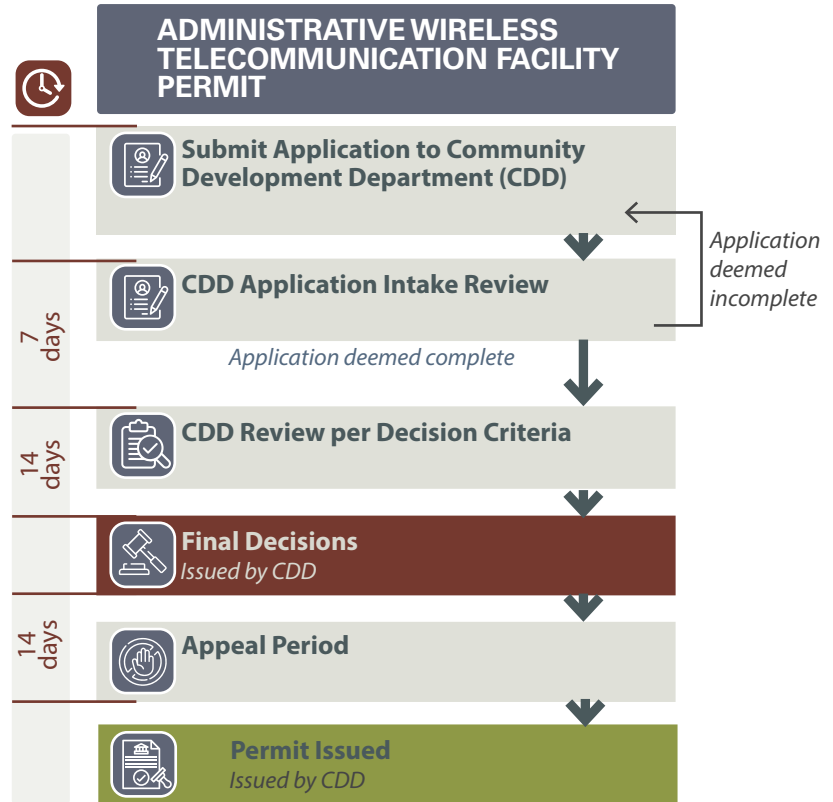 ADMINISTRATIVE WIRELESS
TELECOMMUNICATION FACILITY
PERMIT
Submit Application to Community
Development Department (CDD)
Application
deemed
incomplete
7
days
CDD Application Intake Review
Application deemed complete
14
days
CDD Review per Decision Criteria
Final Decisions
Issued by CDD
14
days
Appeal Period
Permit Issued
Issued by CDD